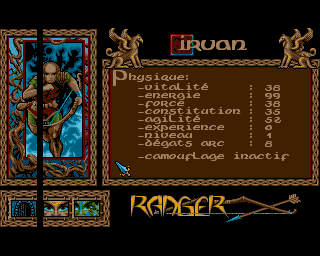 Irvan
Physique:
-vitalité : 38
-energie : 99
-force : 38
-constitution : 35
-agilité : 52
-experience : 0
-niveau : 1
-dégats arc : 8
-camouflage inactif
RANGER